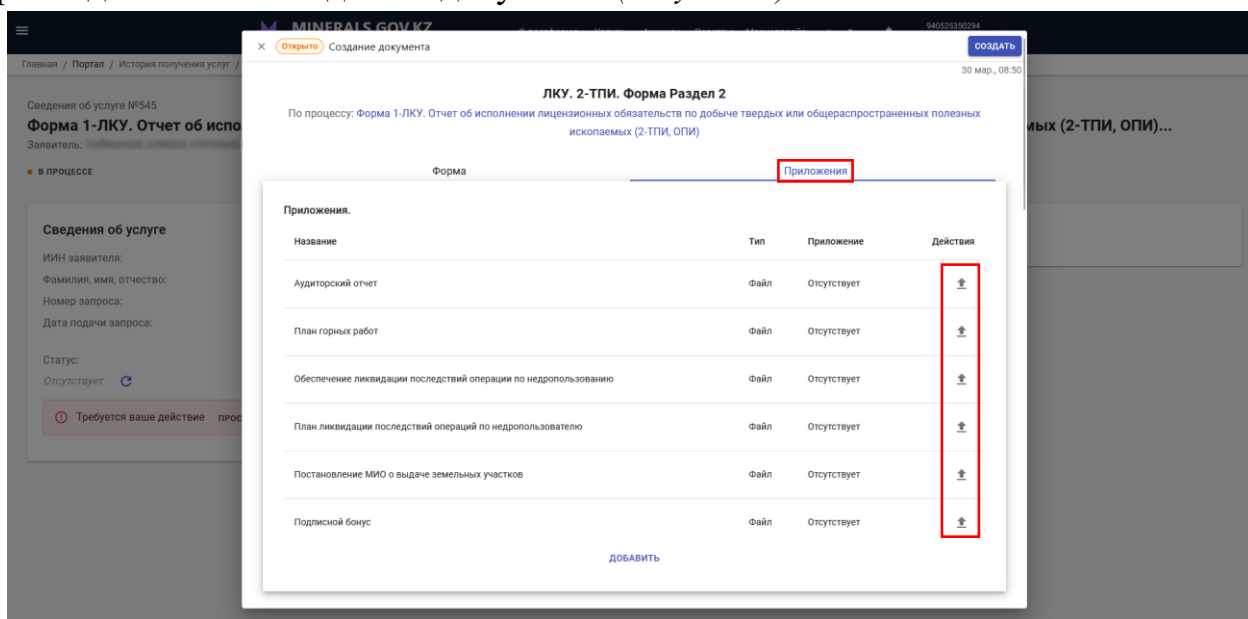 MINERALS.GOV.KZ
940525350294
Открыто Создание документа
СОЗДАТЬ
Главная / Портал / История получения услуг /
30 мар., 08:50
ЛКУ. 2-ТПИ. Форма Раздел 2
По процессу: Форма 1-ЛКУ. Отчет об исполнении лицензионных обязательств по добыче твердых или общераспространенных полезных
ископаемых (2-ТПИ, ОПИ)
Сведения об услуге №545
Форма 1-ЛКУ. Отчет об испо
мых (2-ТПИ, ОПИ)...
Заявитель:
В ПРОЦЕССЕ
Форма
Приложения
Приложения.
Сведения об услуге
Название Тип Приложение Действия
ИИН заявителя:
Фамилия, имя, отчество:
Аудиторский отчет Файл Отсутствует
Номер запроса:
Дата подачи запроса:
План горных работ Файл Отсутствует
Статус:
Отсутствует
Обеспечение ликвидации последствий операции по недропользованию Файл Отсутствует
Требуется ваше действие ПРОС
План ликвидации последствий операций по недропользователю Файл Отсутствует
Постановление МИО о выдаче земельных участков Файл Отсутствует
Подписной бонус Файл Отсутствует
ДОБАВИТЬ